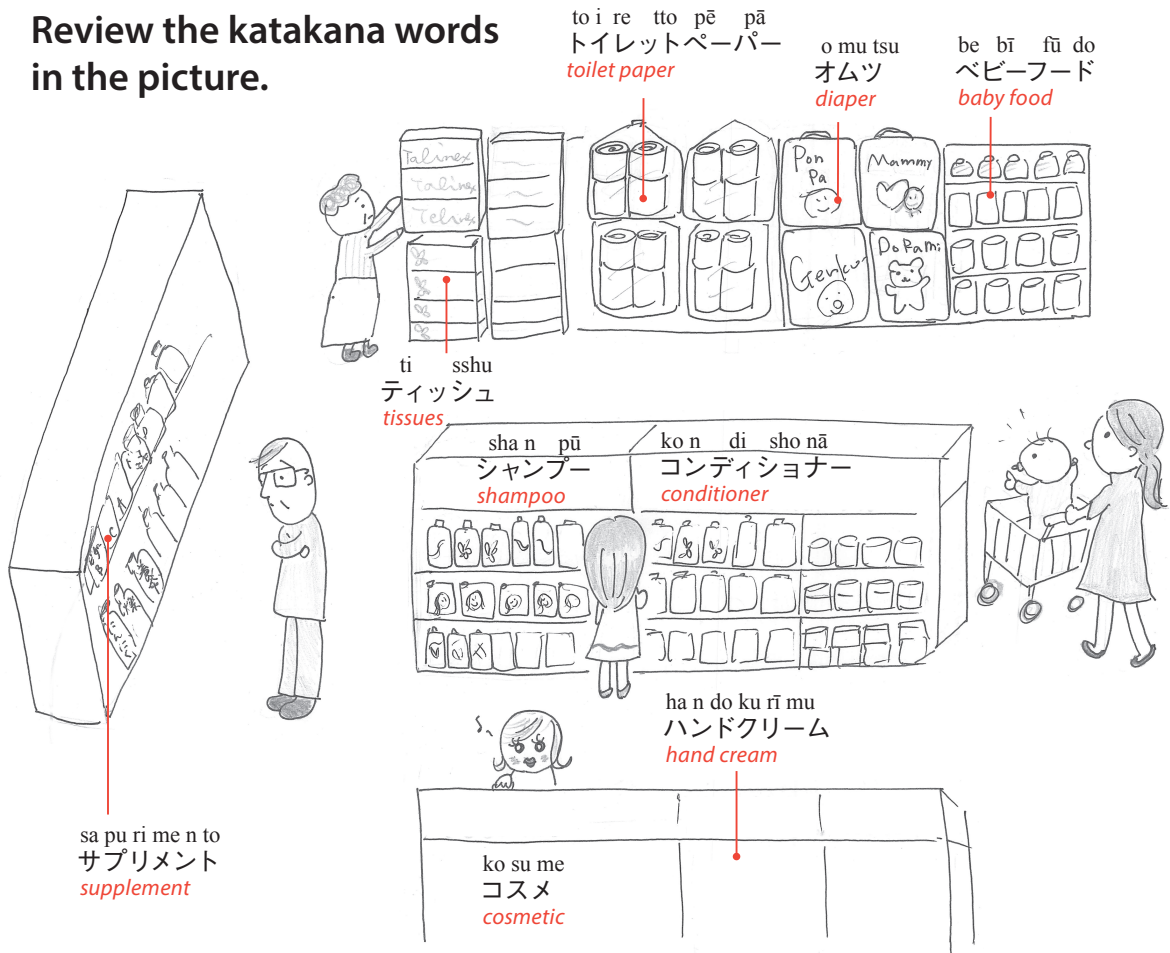 Review the katakana words
in the picture.
to i re tto pē pā
トイレットペーパー
toilet paper
o mu tsu
オムツ
diaper
be bī fū do
ベビーフード
baby food
Talinex
Talinex
Pon
Pa
Mammy
DoRami
ti sshu
ティッシュ
tissues
sha n pū
シャンプー
shampoo
ko n di sho nā
コンディショナー
conditioner
ha n do ku rī mu
ハンドクリーム
hand cream
sa pu ri me n to
サプリメント
supplement
ko su me
コスメ
cosmetic